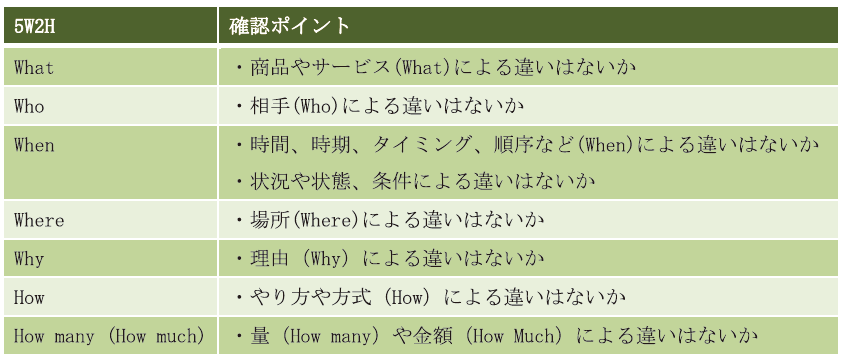 5W2H 確認ポイント
What ・商品やサービス(What)による違いはないか
Who ・相手(Who)による違いはないか
When ・時間、時期、タイミング、順序など(When)による違いはないか
・状況や状態、条件による違いはないか
Where ・場所(Where)による違いはないか
Why ・理由 (Why) による違いはないか
How ・やり方や方式 (How) による違いはないか
How many (How much) ・量 (How many) や金額 (How Much) による違いはないか